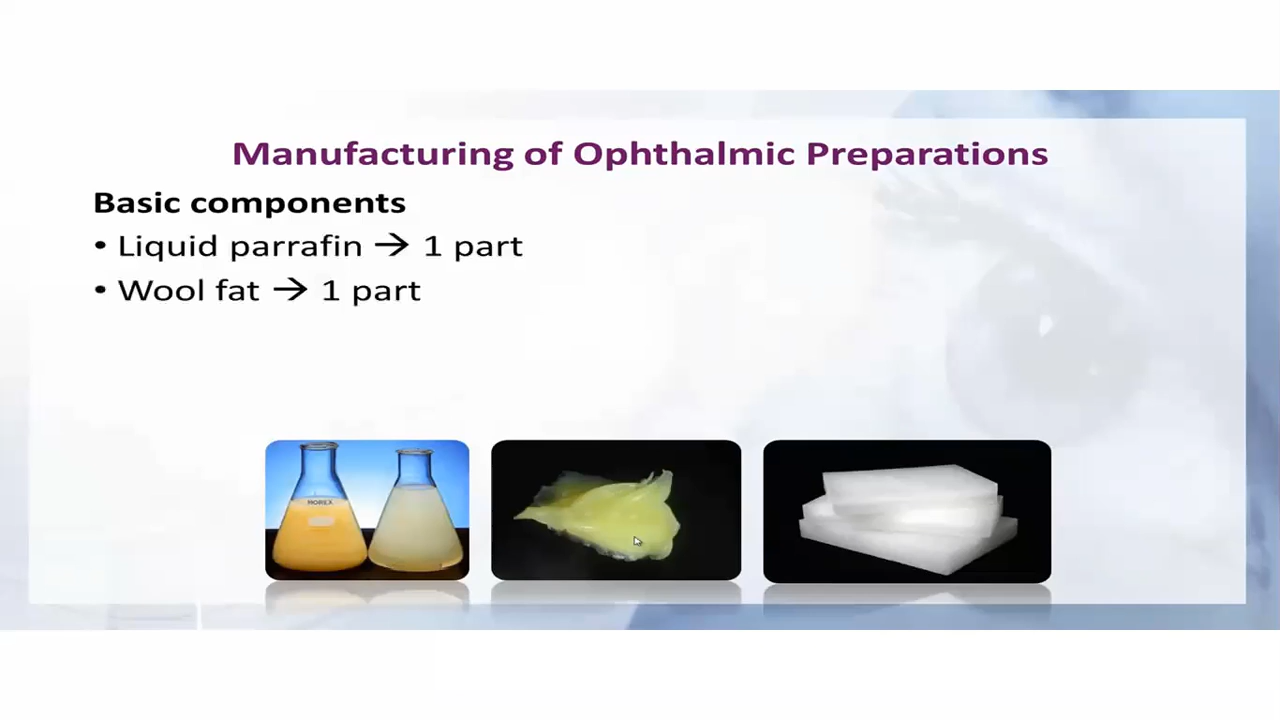 Manufacturing of Ophthalmic Preparations
Basic components
• Liquid parrafin → 1 part
• Wool fat → 1 part